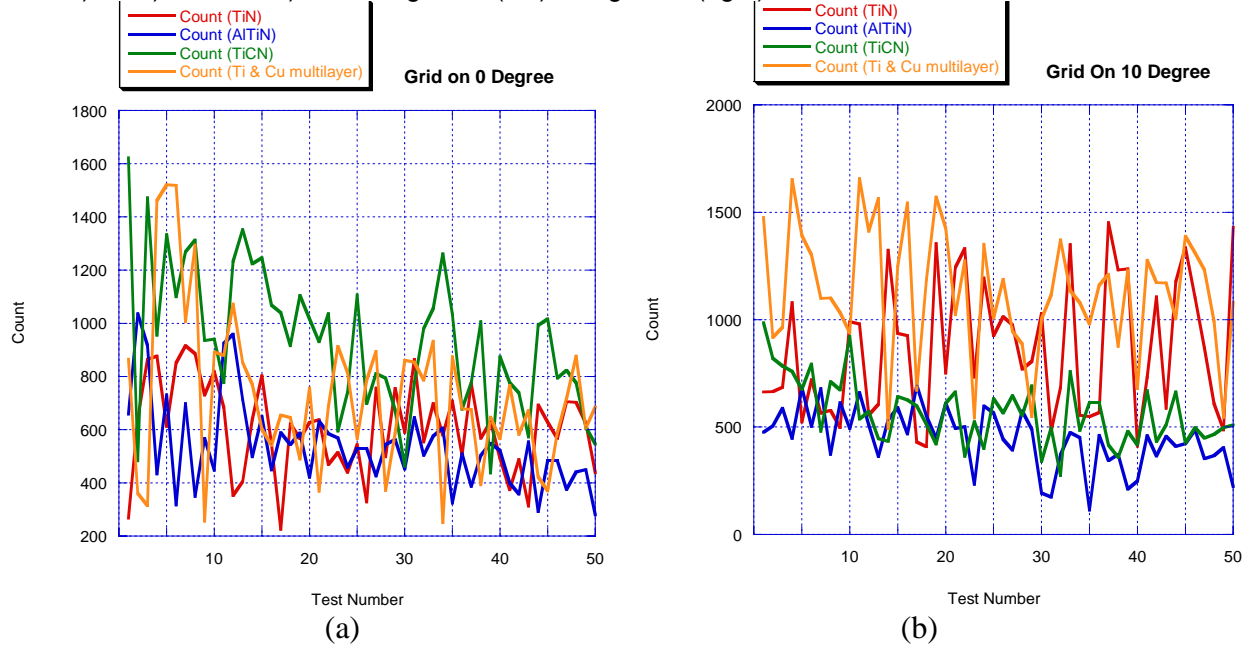 Count (TiN)
Count (AlTiN)
Count (TiCN)
Count (Ti & Cu multilayer)
Grid on 0 Degree
1800
1600
1400
1200
1000
800
600
400
200
Count
10
20
30
40
50
Test Number
(a)
Count (TiN)
Count (AlTiN)
Count (TiCN)
Count (Ti & Cu multilayer)
Grid On 10 Degree
2000
1500
1000
500
0
Count
10
20
30
40
50
Test Number
(b)